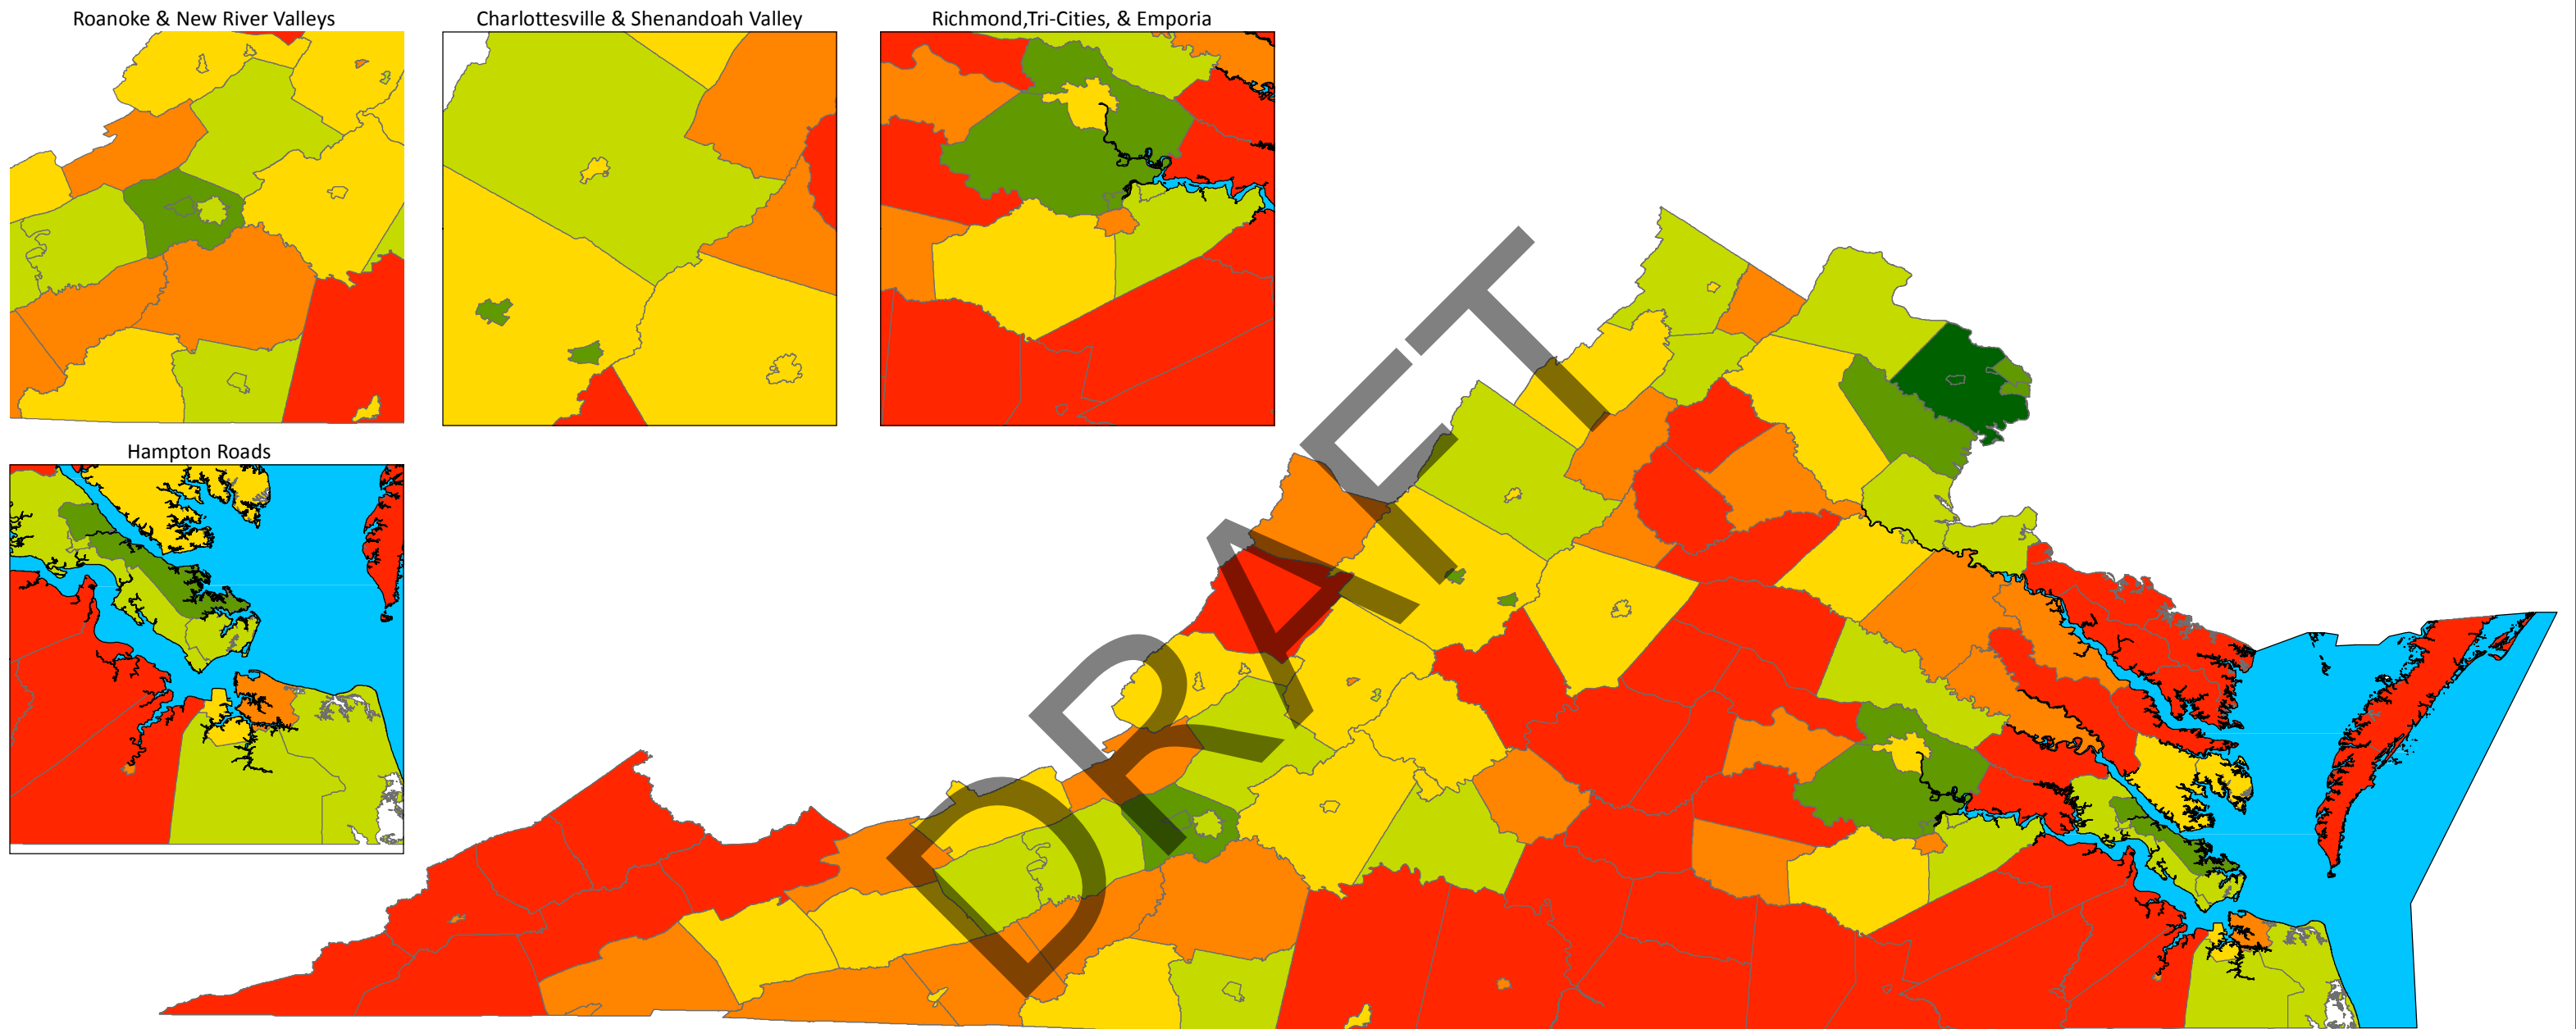 Roanoke & New River Valleys
Charlottesville & Shenandoah Valley
Richmond,Tri-Cities, & Emporia
Hampton Roads
DRAFT